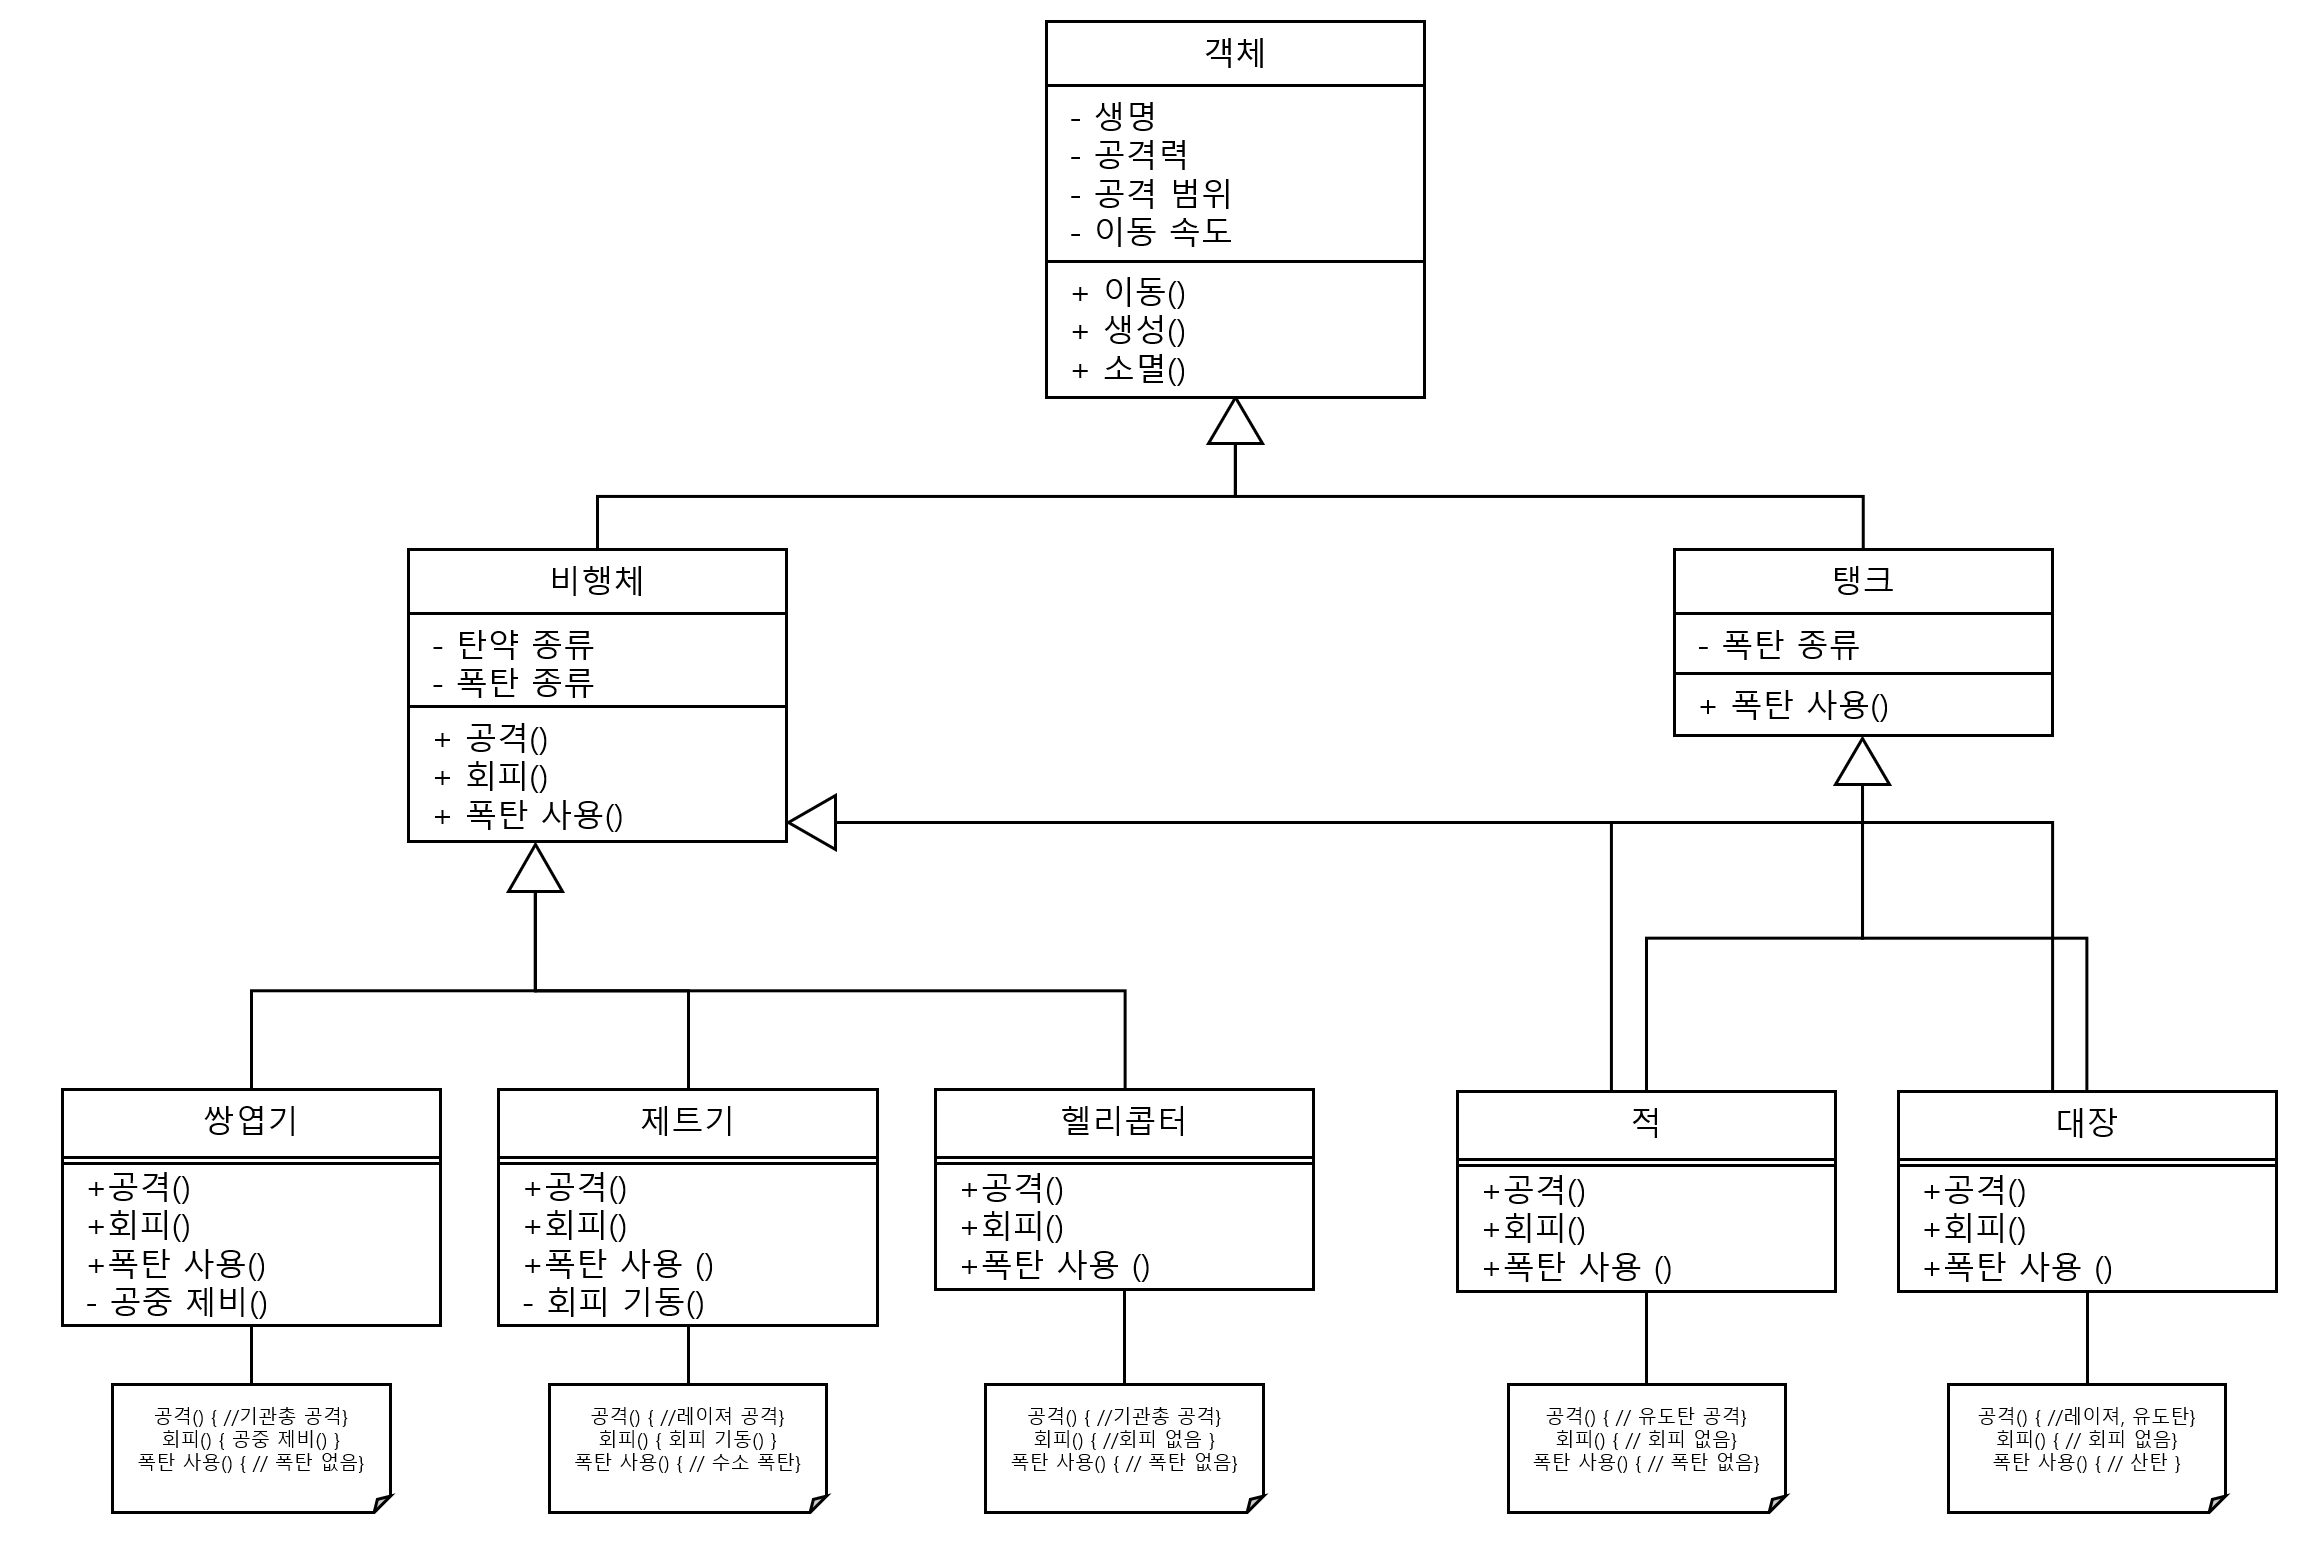 객체
- 생명
- 공격력
- 공격 범위
- 이동 속도
+ 이동()
+ 생성()
+ 소멸()
비행체
- 탄약 종류
- 폭탄 종류
+ 공격()
+ 회피()
+ 폭탄 사용()
탱크
- 폭탄 종류
+ 폭탄 사용()
쌍엽기
+공격()
+회피()
+폭탄 사용()
- 공중 제비()
제트기
+공격()
+회피()
+폭탄 사용 ()
- 회피 기동()
헬리콥터
+공격()
+회피()
+폭탄 사용 ()
적
+공격()
+회피()
+폭탄 사용 ()
대장
+공격()
+회피()
+폭탄 사용 ()
공격() { //기관총 공격}
회피() { 공중 제비() }
폭탄 사용() { // 폭탄 없음}
공격() { //레이져 공격}
회피() { 회피 기동() }
폭탄 사용() { // 수소 폭탄}
공격() { //기관총 공격}
회피() { //회피 없음 }
폭탄 사용() { // 폭탄 없음}
공격() { // 유도탄 공격}
회피() { // 회피 없음}
폭탄 사용() { // 폭탄 없음}
공격() { //레이져, 유도탄}
회피() { // 회피 없음}
폭탄 사용() { // 산탄 }